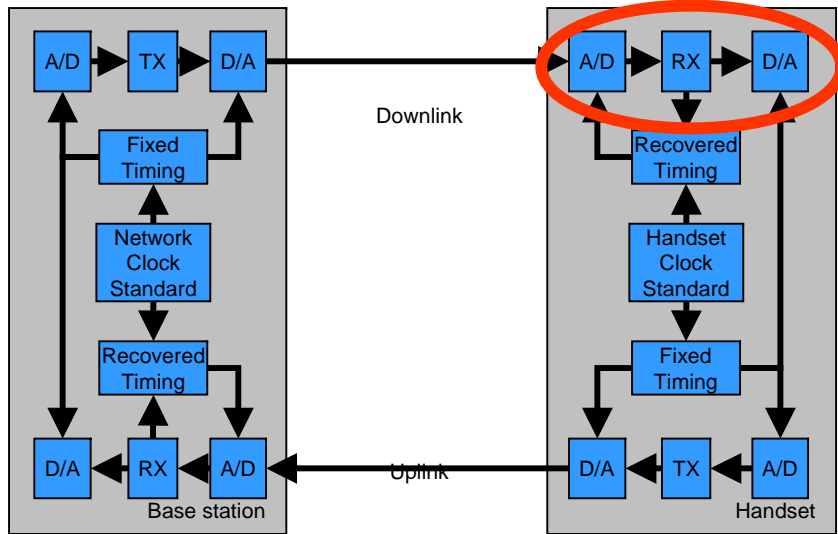 A/D
TX
D/A
A/D
RX
D/A
Downlink
Fixed
Timing
Recovered
Timing
Network
Clock
Standard
Handset
Clock
Standard
Recovered
Timing
Fixed
Timing
D/A
RX
A/D
Uplink
D/A
TX
A/D
Base station
Handset